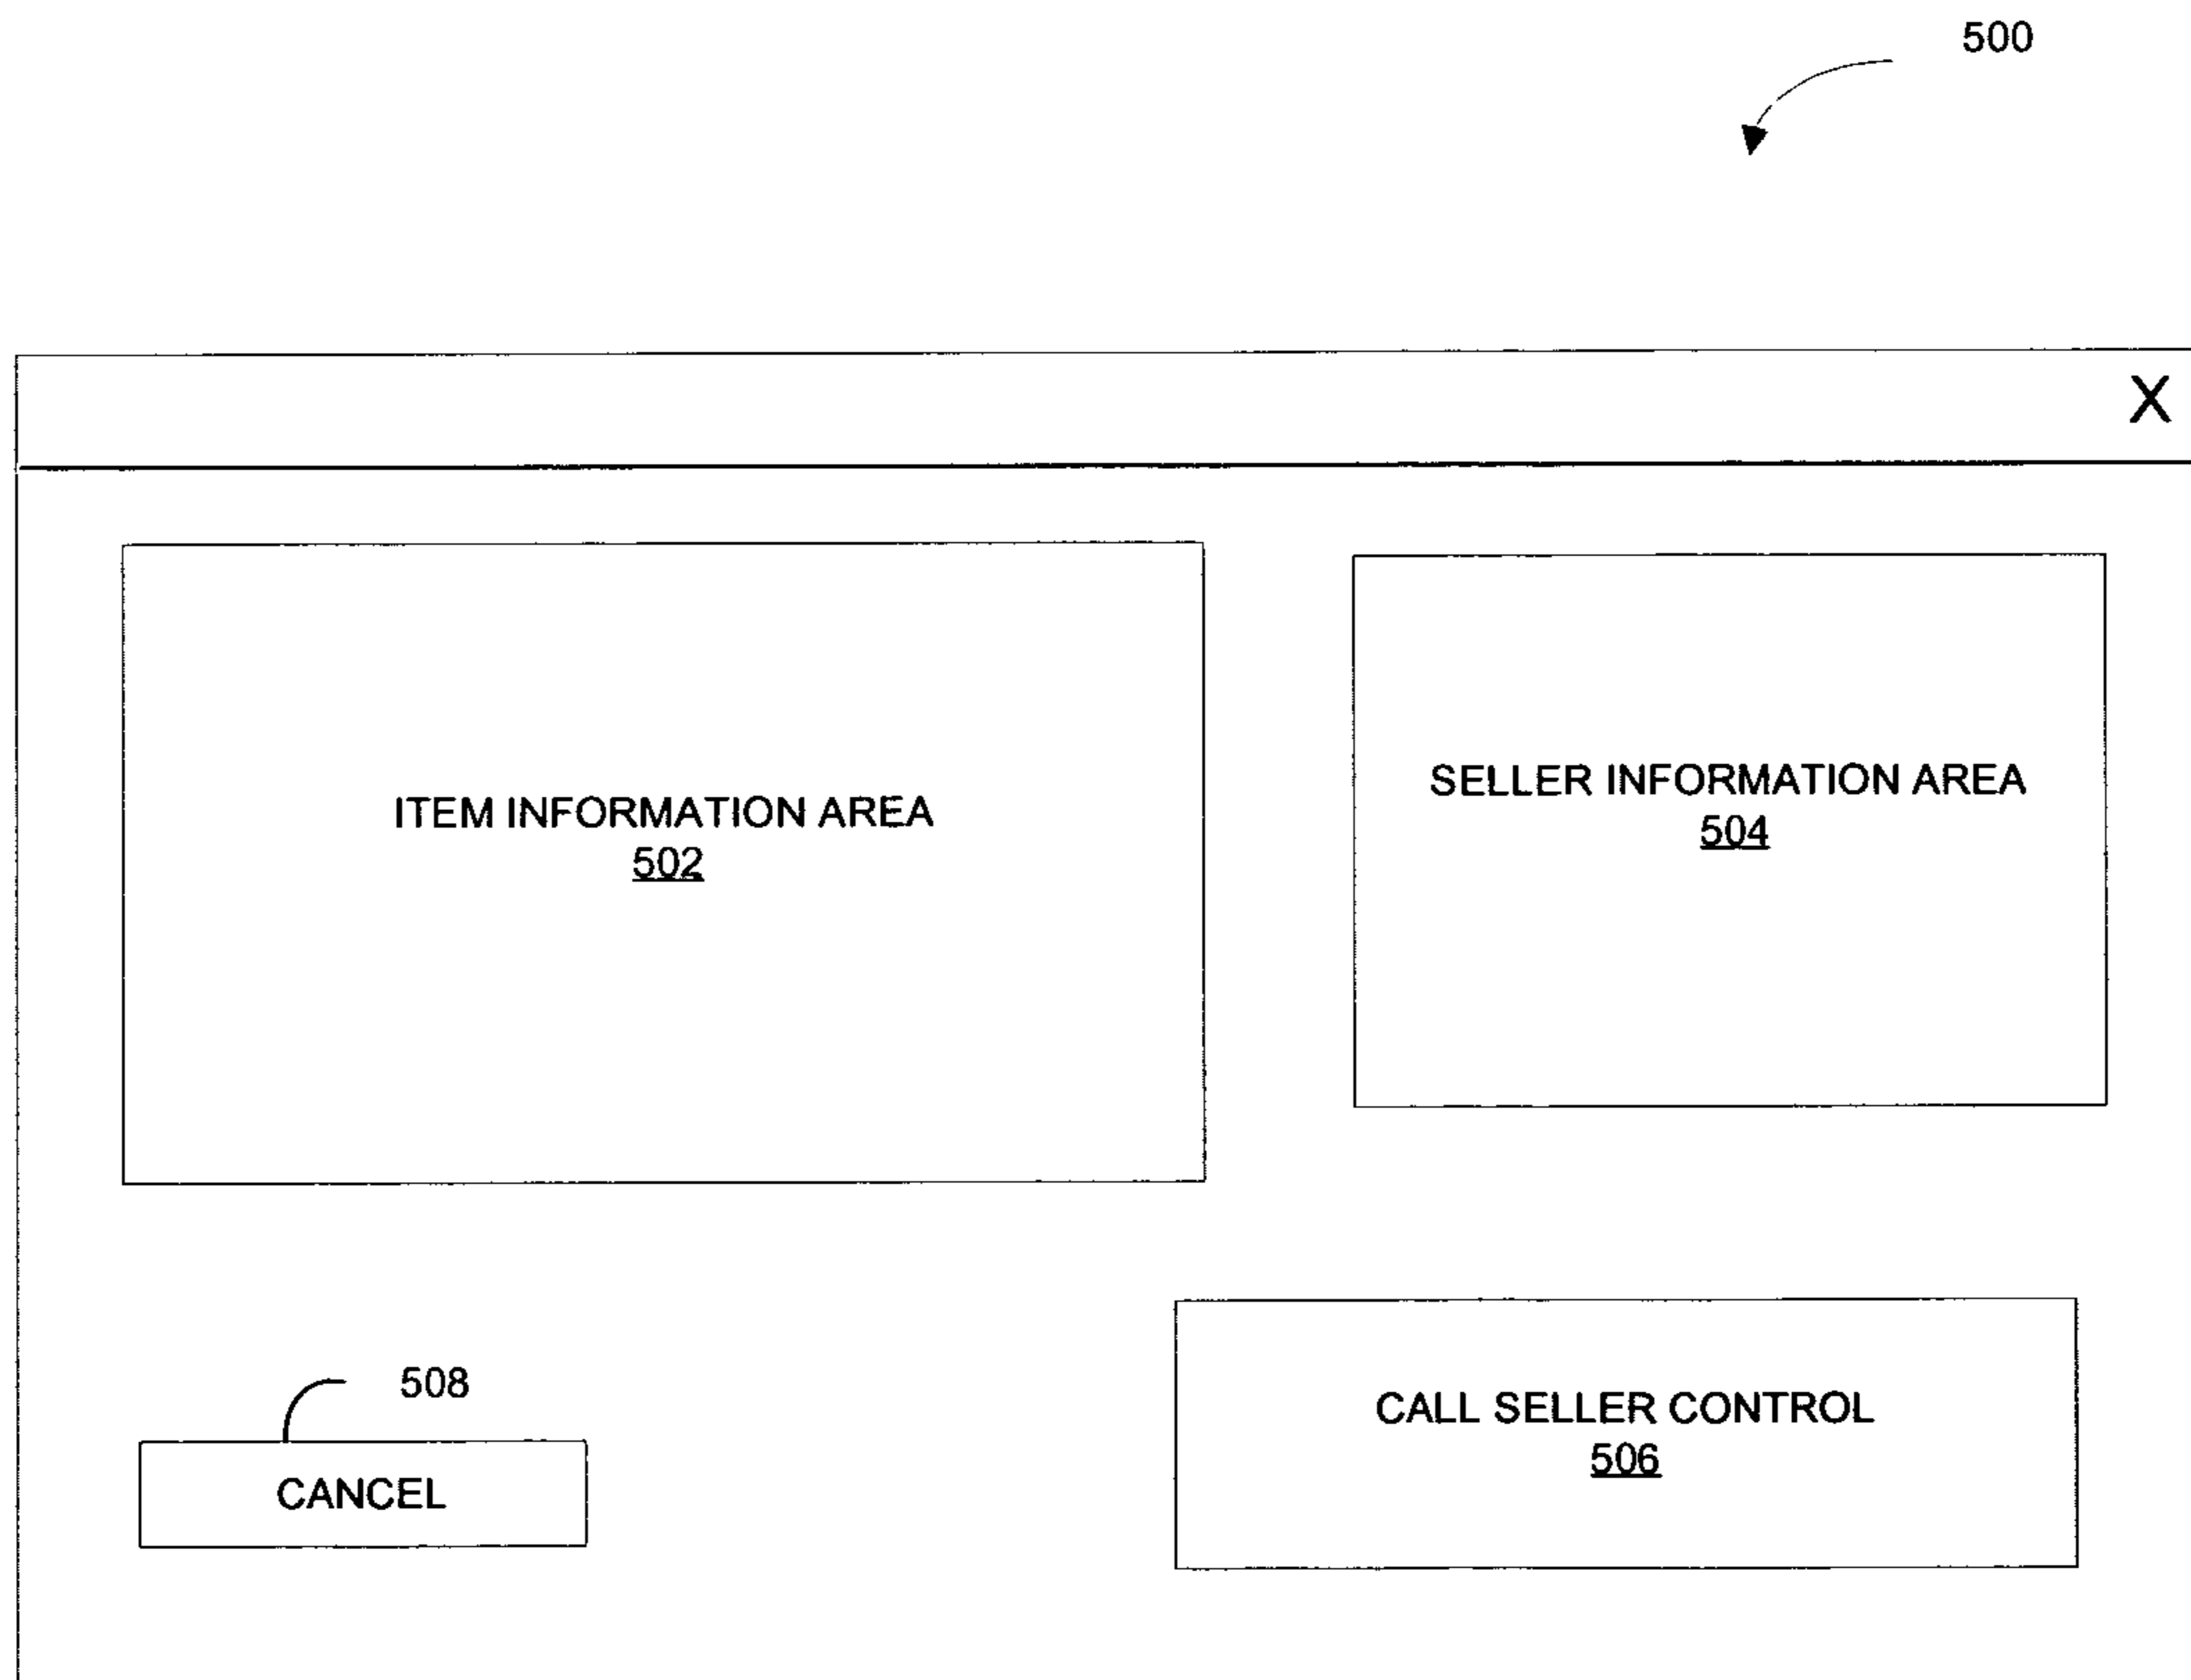 500
X
ITEM INFORMATION AREA
502
SELLER INFORMATION AREA
504
508
CANCEL
CALL SELLER CONTROL
506